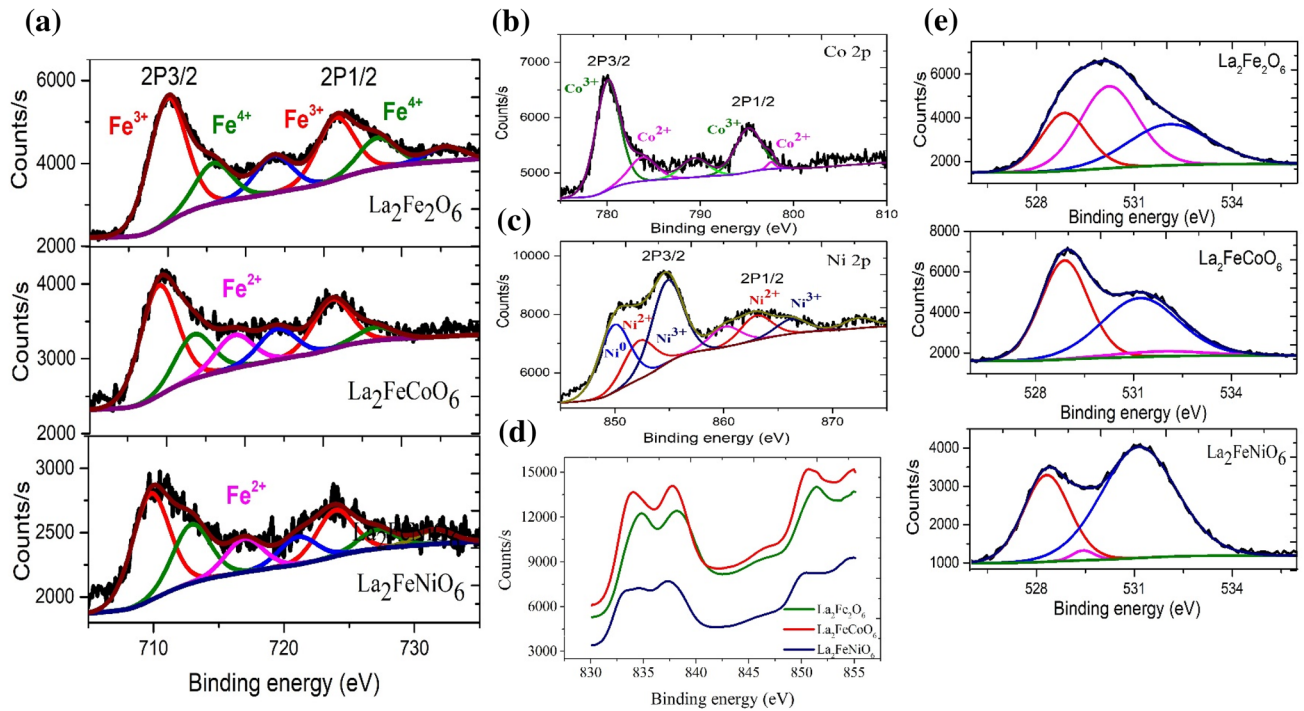 (a)
2P3/2
2P1/2
Fe³⁺
Fe⁴⁺
Fe³⁺
Fe⁴⁺
6000
4000
2000
Counts/s
La₂Fe₂O₆
4000
3000
2000
Counts/s
Fe²⁺
La₂FeCoO₆
3000
2500
2000
Counts/s
Fe²⁺
La₂FeNiO₆
710
720
730
Binding energy (eV)
(b)
Co 2p
2P3/2
2P1/2
Co³⁺
Co²⁺
Co³⁺
Co²⁺
7000
6000
5000
Counts/s
780
790
800
810
Binding energy (eV)
(c)
Ni 2p
2P3/2
2P1/2
Ni⁰
Ni²⁺
Ni³⁺
Ni²⁺
Ni³⁺
10000
8000
6000
Counts/s
850
860
870
Binding energy (eV)
(d)
15000
12000
9000
6000
3000
Counts/s
La₂Fe₂O₆
La₂FeCoO₆
La₂FeNiO₆
830
835
840
845
850
855
Binding energy (eV)
(e)
La₂Fe₂O₆
8000
6000
4000
2000
Counts/s
528
531
534
Binding energy (eV)
La₂FeCoO₆
8000
6000
4000
2000
Counts/s
528
531
534
Binding energy (eV)
La₂FeNiO₆
4000
3000
2000
1000
Counts/s
528
531
534
Binding energy (eV)